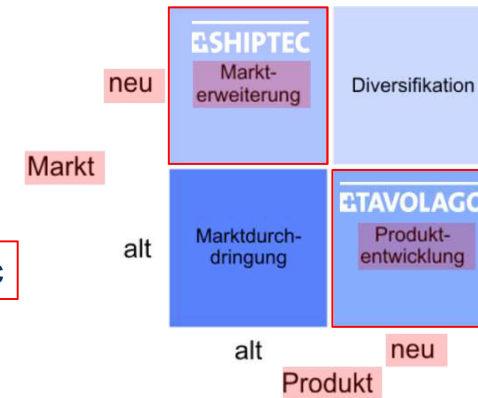 SHIPTEC
neu
Markt-
erweiterung
Diversifikation
Markt
TAVOLAGO
alt
Marktdurch-
dringung
Produkt-
entwicklung
alt
neu
Produkt